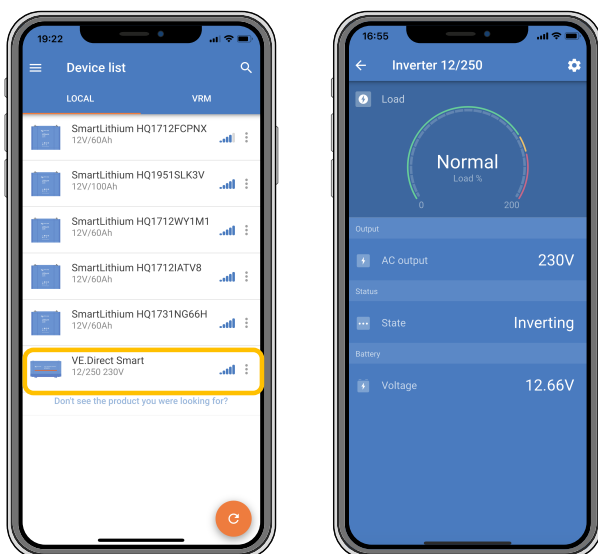 19:22
Device list
LOCAL VRM
SmartLithium HQ1712FCPNX
12V/60Ah
SmartLithium HQ1951SLK3V
12V/100Ah
SmartLithium HQ1712WY1M1
12V/60Ah
SmartLithium HQ1712IATV8
12V/60Ah
SmartLithium HQ1731NG66H
12V/60Ah
VE.Direct Smart
12/250 230V
Don't see the product you were looking for?
16:55
Inverter 12/250
Load
Normal
Load %
0 200
Output
AC output 230V
Status
State Inverting
Battery
Voltage 12.66V